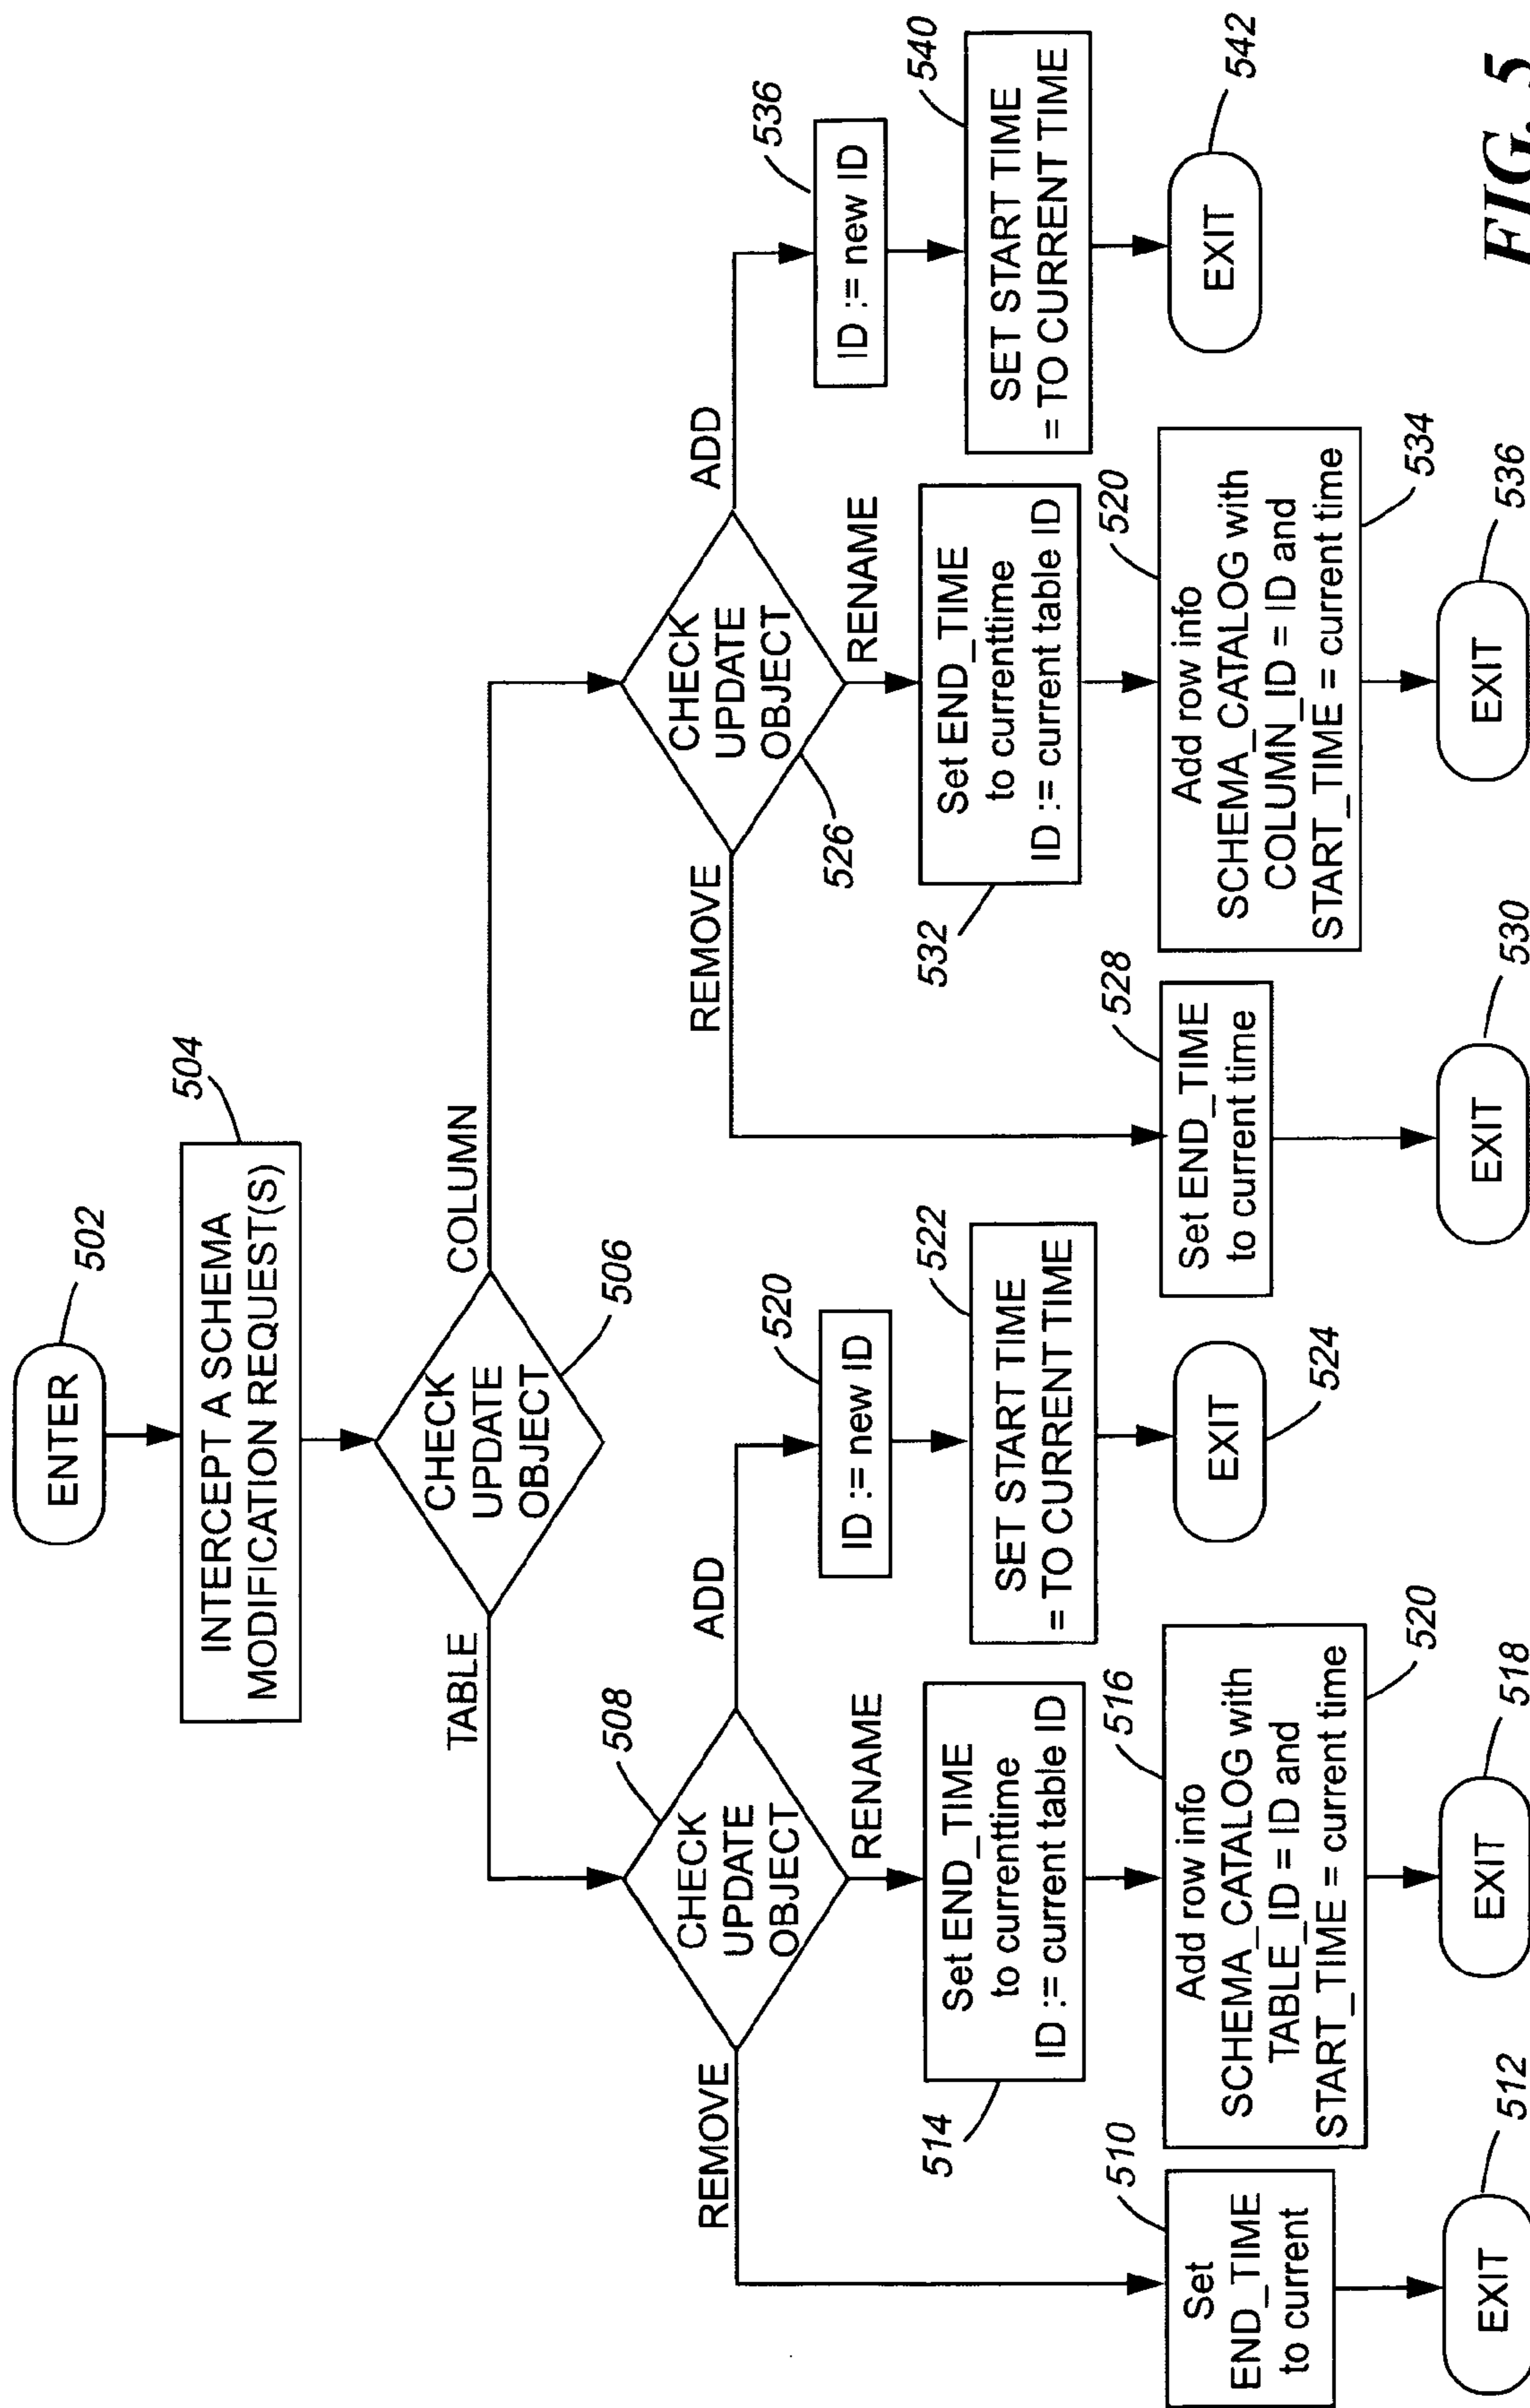 ENTER
502
INTERCEPT A SCHEMA
MODIFICATION REQUEST(S)
504
CHECK
UPDATE
OBJECT
506
TABLE
COLUMN
508
CHECK
UPDATE
OBJECT
REMOVE
RENAME
ADD
510
Set
END_TIME
to current
EXIT
512
514
Set END_TIME
to currenttime
ID := current table ID
516
Add row info
SCHEMA_CATALOG with
TABLE_ID = ID and
START_TIME = current time
520
EXIT
518
520
ID := new ID
522
SET START TIME
= TO CURRENT TIME
EXIT
524
CHECK
UPDATE
OBJECT
526
REMOVE
RENAME
ADD
528
Set END_TIME
to current time
EXIT
530
532
Set END_TIME
to currenttime
ID := current table ID
520
Add row info
SCHEMA_CATALOG with
COLUMN_ID = ID and
START_TIME = current time
534
EXIT
536
536
ID := new ID
540
SET START TIME
= TO CURRENT TIME
EXIT
542
FIG. 5